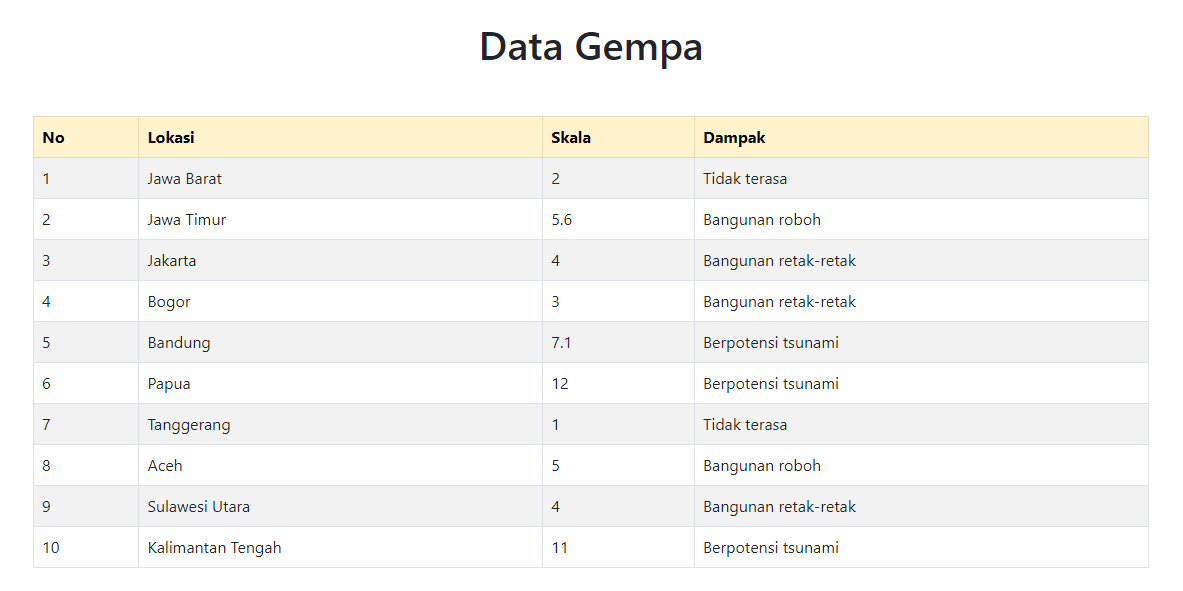 Data Gempa
No Lokasi Skala Dampak
1 Jawa Barat 2 Tidak terasa
2 Jawa Timur 5.6 Bangunan roboh
3 Jakarta 4 Bangunan retak-retak
4 Bogor 3 Bangunan retak-retak
5 Bandung 7.1 Berpotensi tsunami
6 Papua 12 Berpotensi tsunami
7 Tanggerang 1 Tidak terasa
8 Aceh 5 Bangunan roboh
9 Sulawesi Utara 4 Bangunan retak-retak
10 Kalimantan Tengah 11 Berpotensi tsunami